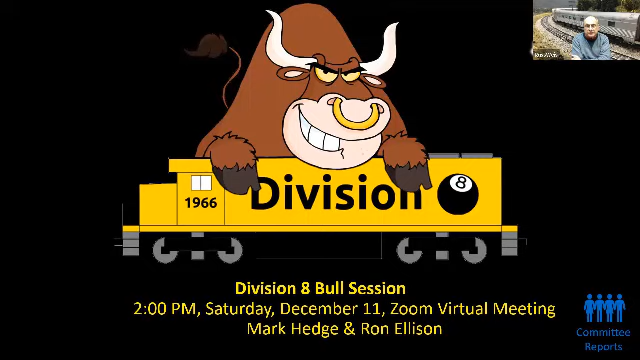 1966
Division
8
Division 8 Bull Session
2:00 PM, Saturday, December 11, Zoom Virtual Meeting
Mark Hedge & Ron Ellison
Committee
Reports